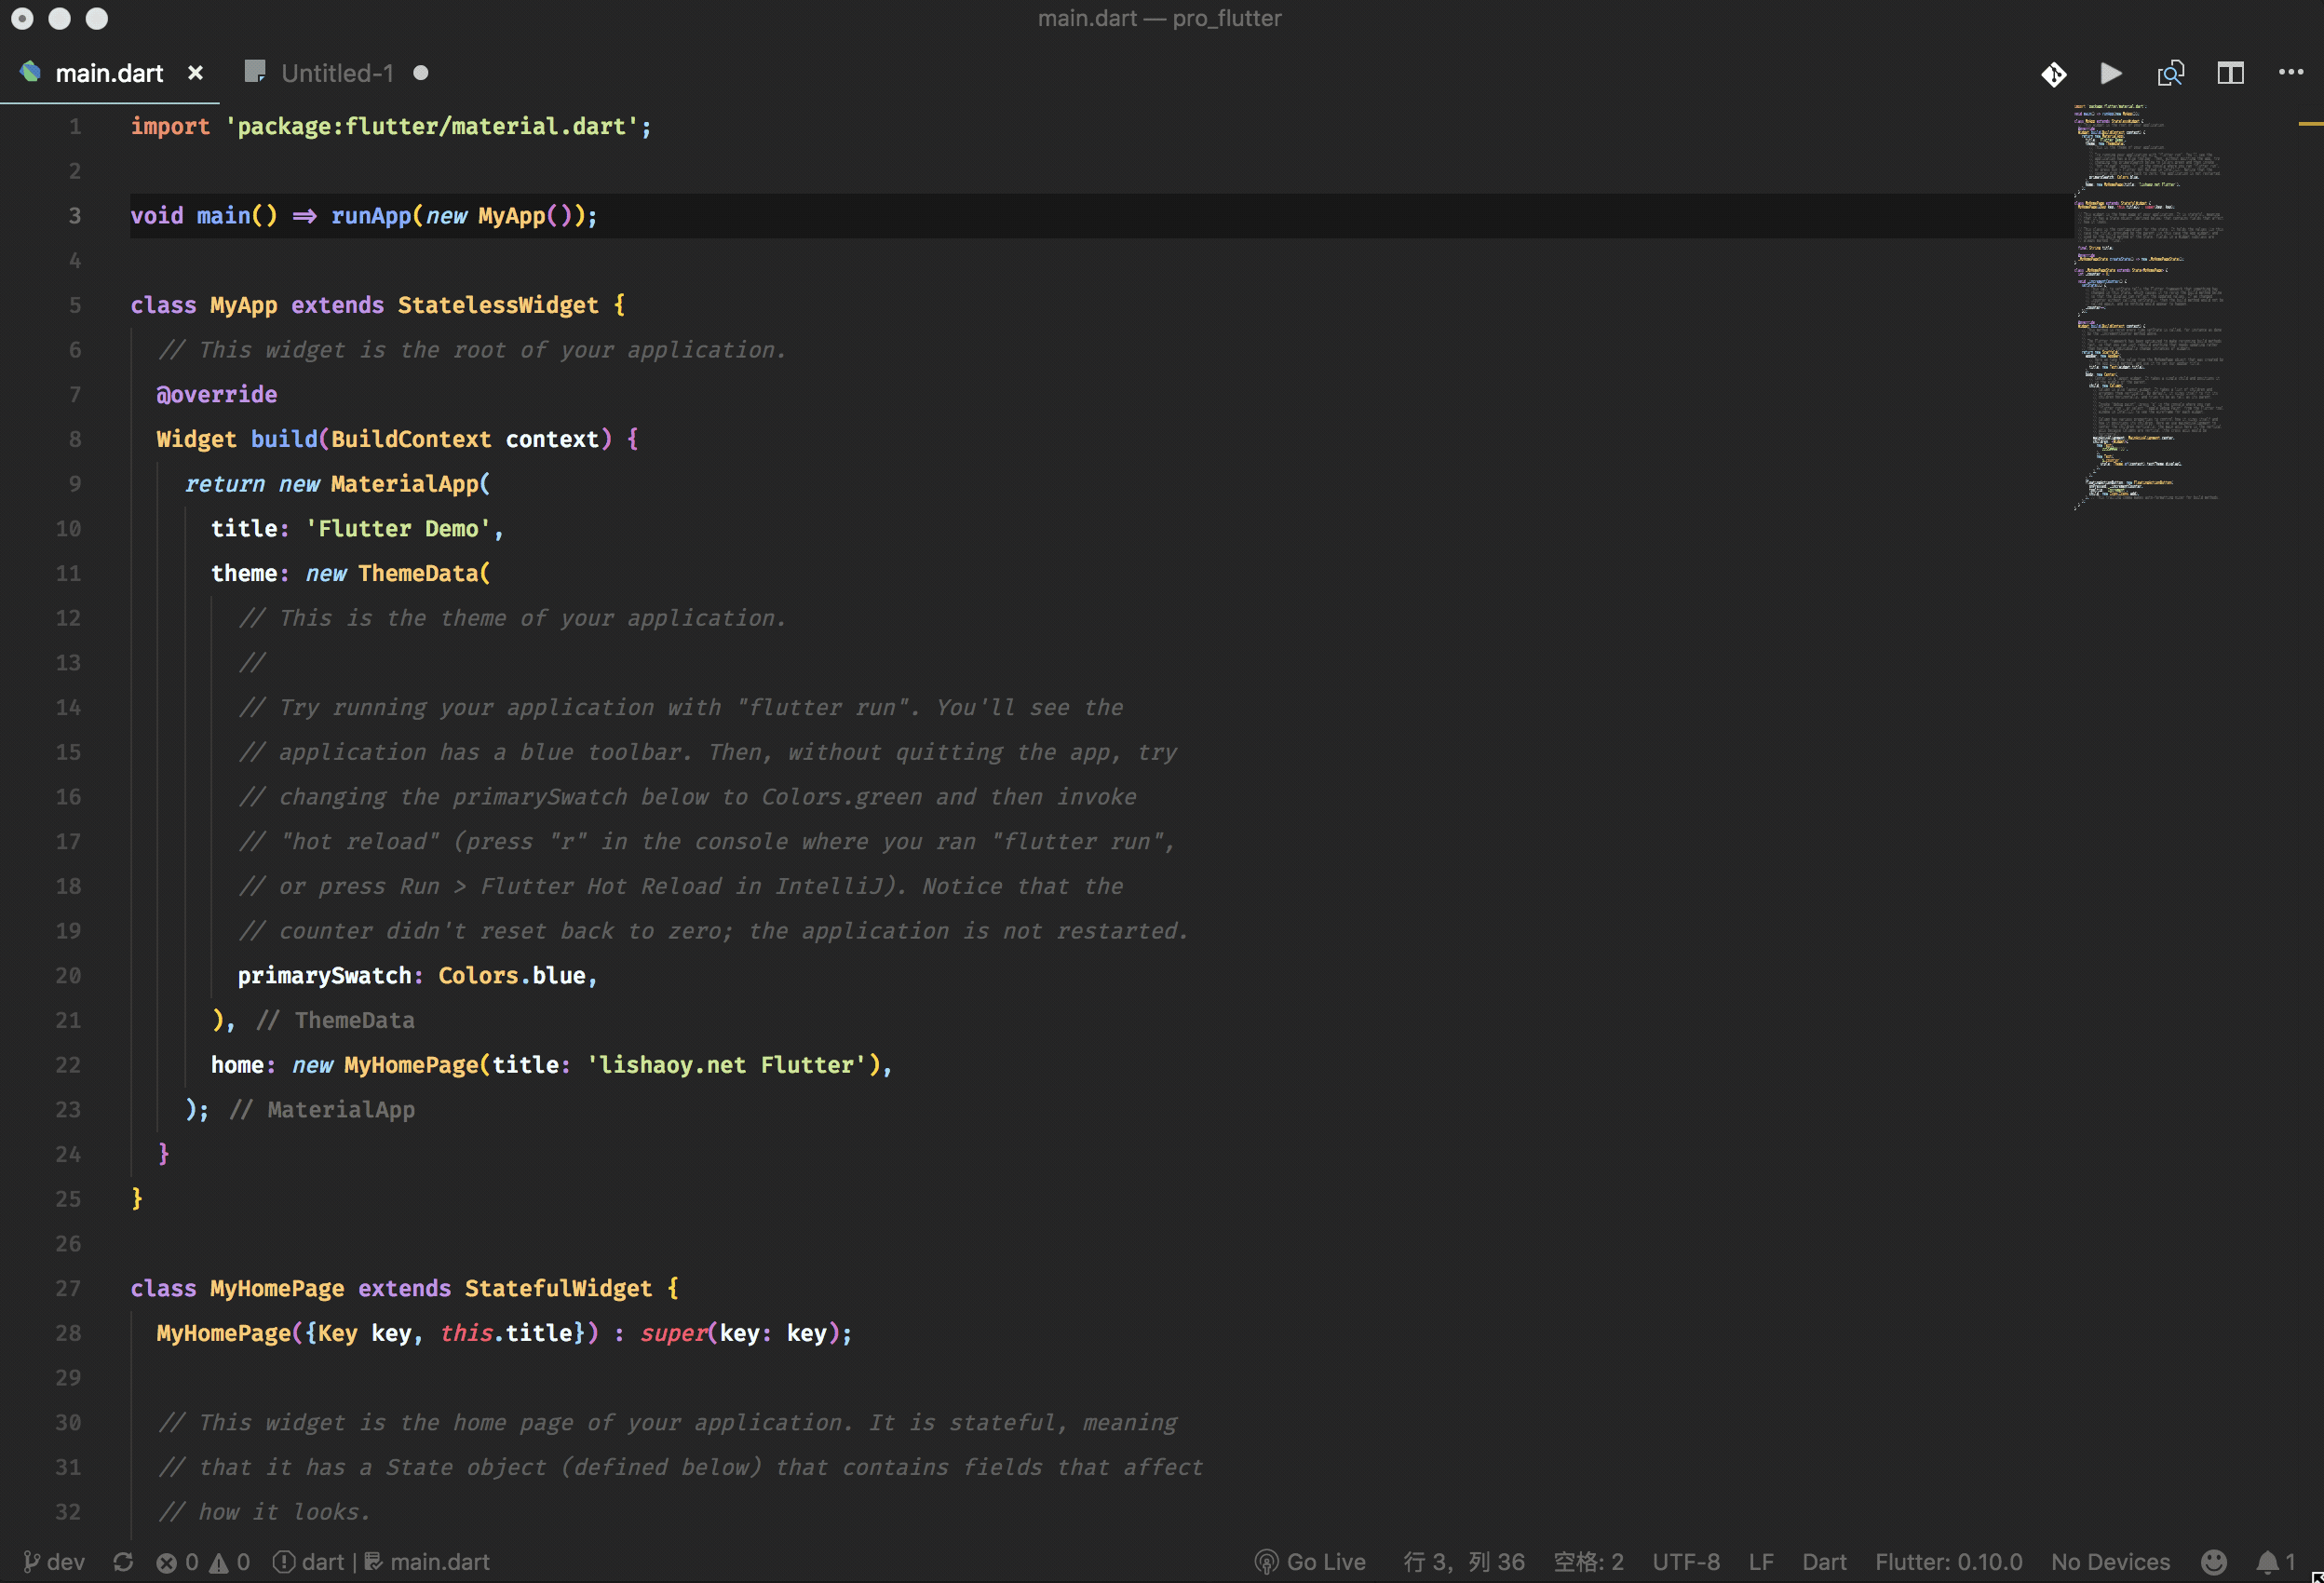 main.dart — pro_flutter
main.dart × Untitled-1
1 import 'package:flutter/material.dart';
2
3 void main() => runApp(new MyApp());
4
5 class MyApp extends StatelessWidget {
6 // This widget is the root of your application.
7 @override
8 Widget build(BuildContext context) {
9 return new MaterialApp(
10 title: 'Flutter Demo',
11 theme: new ThemeData(
12 // This is the theme of your application.
13 //
14 // Try running your application with "flutter run". You'll see the
15 // application has a blue toolbar. Then, without quitting the app, try
16 // changing the primarySwatch below to Colors.green and then invoke
17 // "hot reload" (press "r" in the console where you ran "flutter run",
18 // or press Run > Flutter Hot Reload in IntelliJ). Notice that the
19 // counter didn't reset back to zero; the application is not restarted.
20 primarySwatch: Colors.blue,
21 ), // ThemeData
22 home: new MyHomePage(title: 'lishaoy.net Flutter'),
23 ); // MaterialApp
24 }
25 }
26
27 class MyHomePage extends StatefulWidget {
28 MyHomePage({Key key, this.title}) : super(key: key);
29
30 // This widget is the home page of your application. It is stateful, meaning
31 // that it has a State object (defined below) that contains fields that affect
32 // how it looks.
dev 0 0 dart | main.dart Go Live 行 3, 列 36 空格: 2 UTF-8 LF Dart Flutter: 0.10.0 No Devices 1